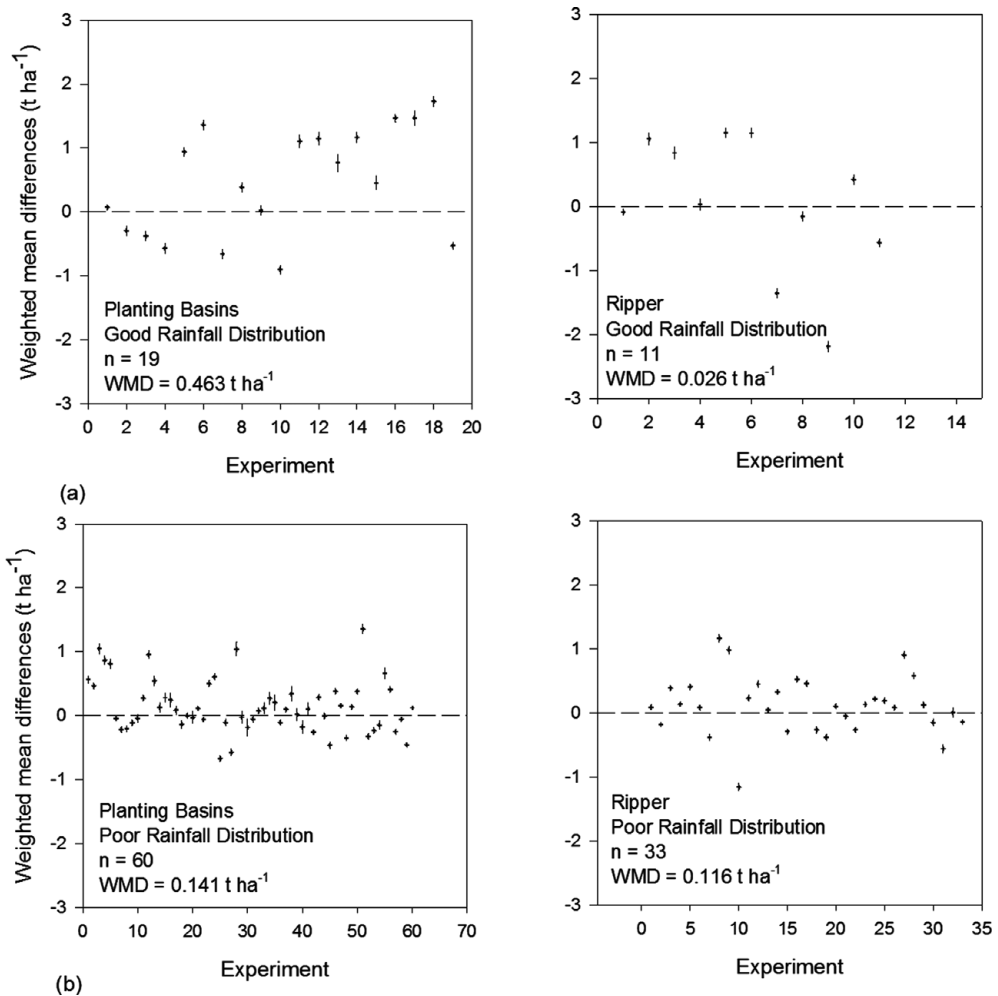 Weighted mean differences (t ha⁻¹)
3
2
1
0
-1
-2
-3
Planting Basins
Good Rainfall Distribution
n = 19
WMD = 0.463 t ha⁻¹
0 2 4 6 8 10 12 14 16 18 20
Experiment
3
2
1
0
-1
-2
-3
Ripper
Good Rainfall Distribution
n = 11
WMD = 0.026 t ha⁻¹
0 2 4 6 8 10 12 14
Experiment
(a)
Weighted mean differences (t ha⁻¹)
3
2
1
0
-1
-2
-3
Planting Basins
Poor Rainfall Distribution
n = 60
WMD = 0.141 t ha⁻¹
0 10 20 30 40 50 60 70
Experiment
3
2
1
0
-1
-2
-3
Ripper
Poor Rainfall Distribution
n = 33
WMD = 0.116 t ha⁻¹
0 5 10 15 20 25 30 35
Experiment
(b)